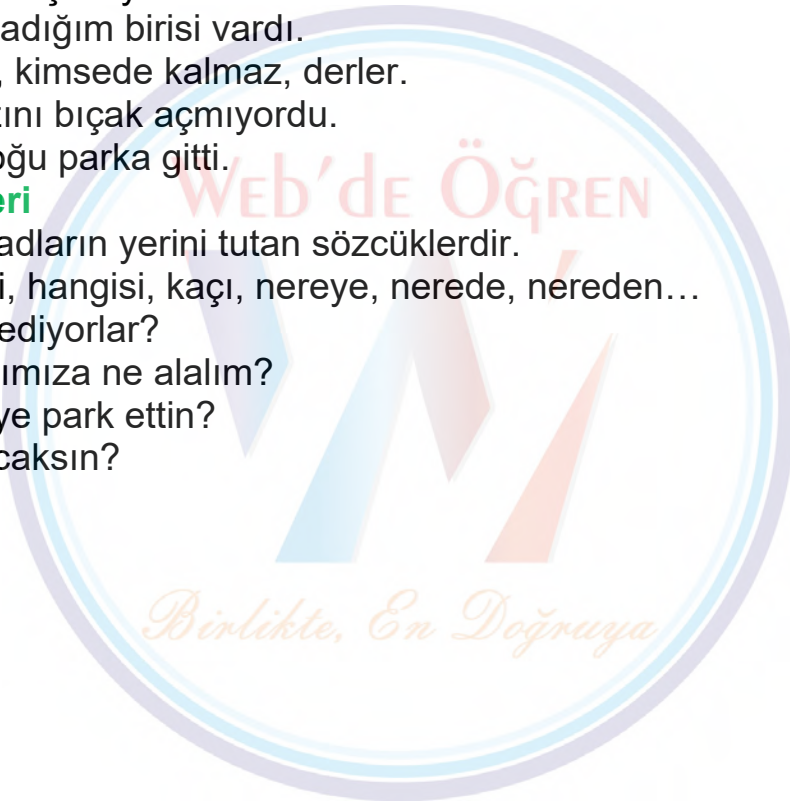 adığım birisi vardı.
, kimsede kalmaz, derler.
zını bıçak açmıyordu.
oğu parka gitti.
Web'de Öğren
eri
adların yerini tutan sözcüklerdir.
i, hangisi, kaçı, nereye, nerede, nereden…
ediyorlar?
ımıza ne alalım?
ye park ettin?
caksın?
Birlikte, En Doğruya